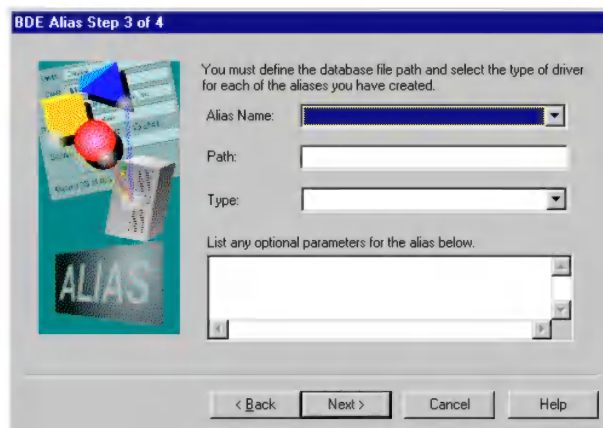 BDE Alias Step 3 of 4
You must define the database file path and select the type of driver
for each of the aliases you have created.
Alias Name:
Path:
Type:
List any optional parameters for the alias below.
ALIAS
< Back
Next >
Cancel
Help